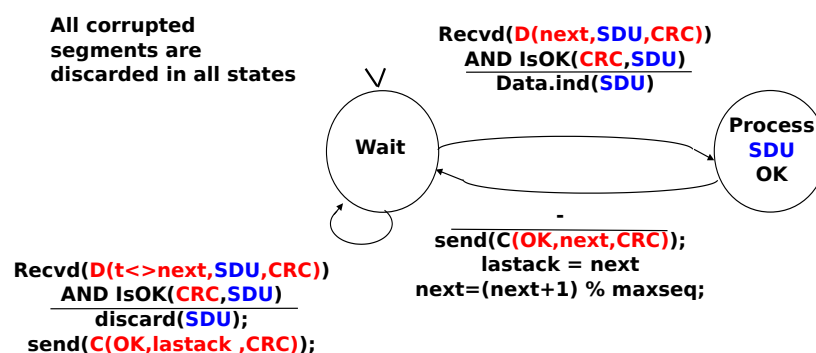 All corrupted
segments are
discarded in all states
Recvd(D(next,SDU,CRC))
AND IsOK(CRC,SDU)
Data.ind(SDU)
Wait
Process
SDU
OK
-
send(C(OK,next,CRC));
lastack = next
next=(next+1) % maxseq;
Recvd(D(t<>next,SDU,CRC))
AND IsOK(CRC,SDU)
discard(SDU);
send(C(OK,lastack ,CRC));